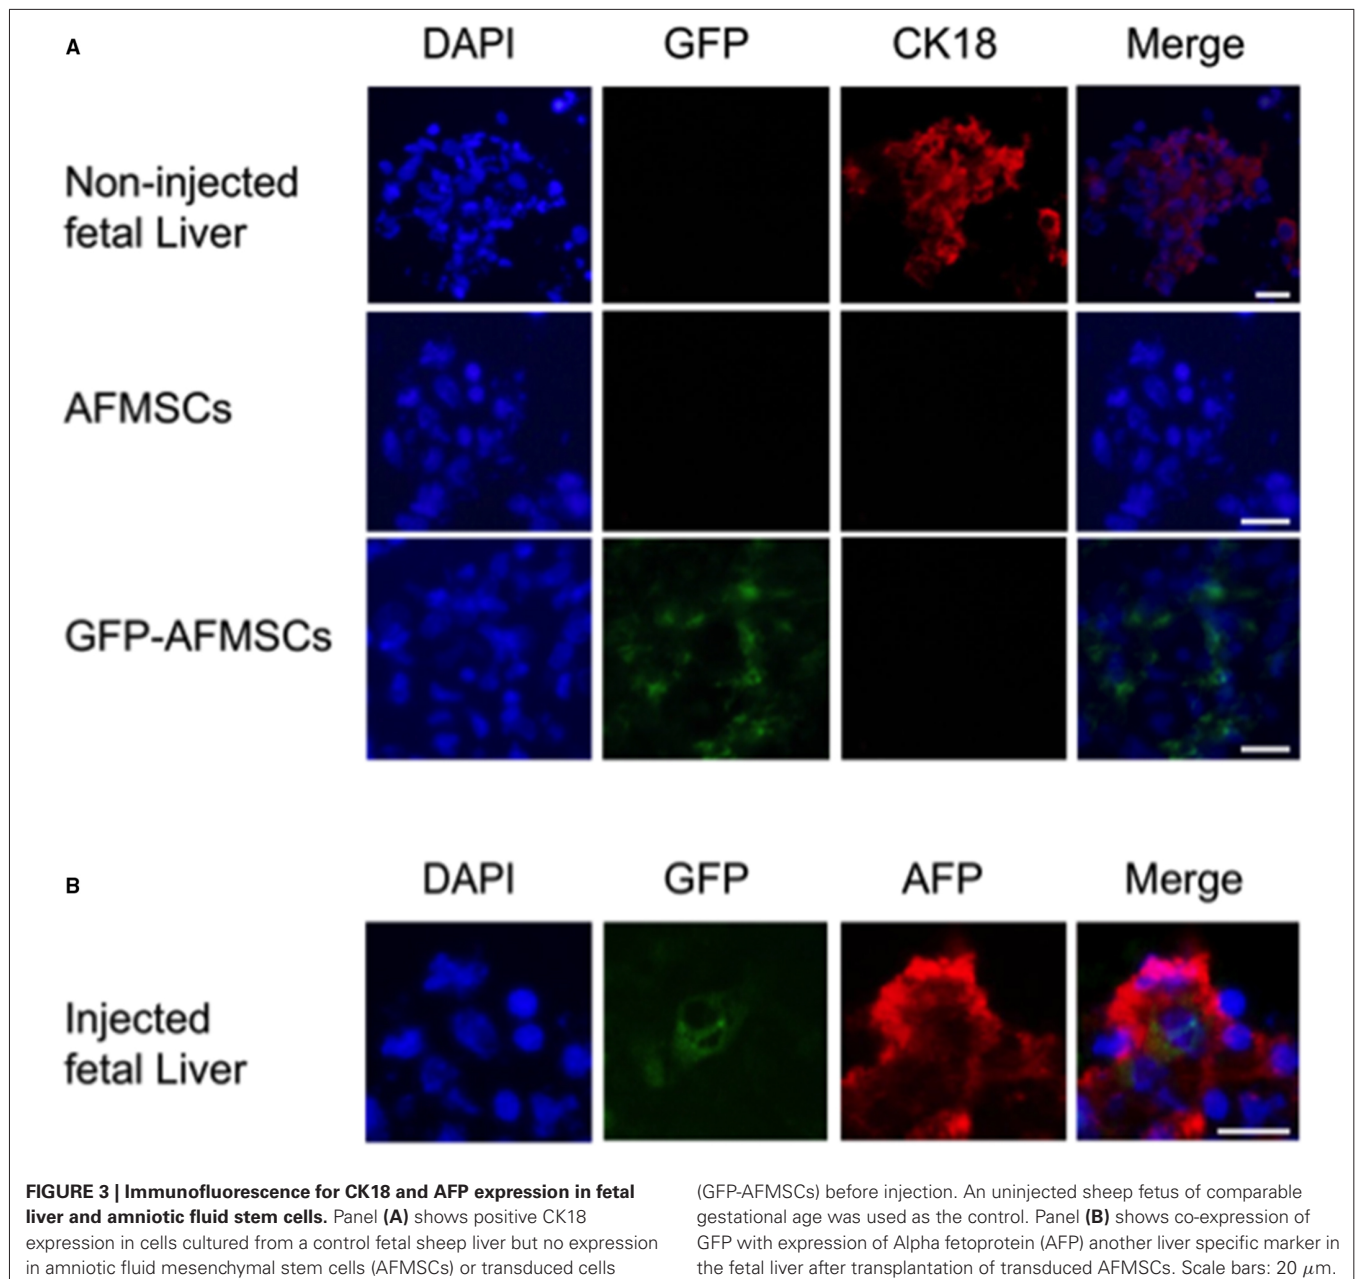 A
DAPI GFP CK18 Merge
Non-injected
fetal Liver
AFMSCs
GFP-AFMSCs
B
DAPI GFP AFP Merge
Injected
fetal Liver
FIGURE 3 | Immunofluorescence for CK18 and AFP expression in fetal
liver and amniotic fluid stem cells. Panel (A) shows positive CK18
expression in cells cultured from a control fetal sheep liver but no expression
in amniotic fluid mesenchymal stem cells (AFMSCs) or transduced cells
(GFP-AFMSCs) before injection. An uninjected sheep fetus of comparable
gestational age was used as the control. Panel (B) shows co-expression of
GFP with expression of Alpha fetoprotein (AFP) another liver specific marker in
the fetal liver after transplantation of transduced AFMSCs. Scale bars: 20 μm.